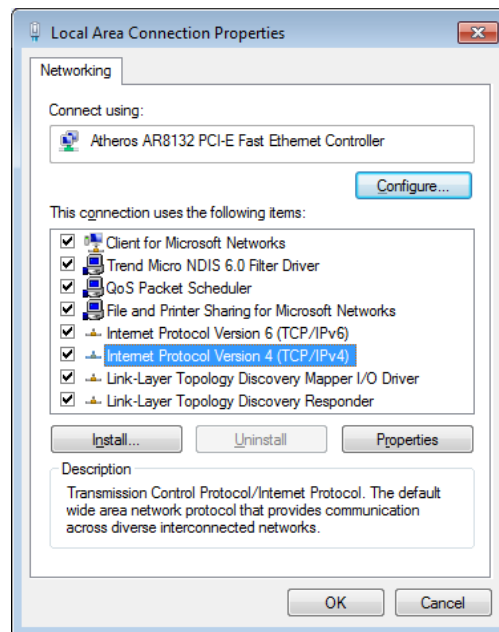 Local Area Connection Properties
Networking
Connect using:
Atheros AR8132 PCI-E Fast Ethernet Controller
Configure...
This connection uses the following items:
Client for Microsoft Networks
Trend Micro NDIS 6.0 Filter Driver
QoS Packet Scheduler
File and Printer Sharing for Microsoft Networks
Internet Protocol Version 6 (TCP/IPv6)
Internet Protocol Version 4 (TCP/IPv4)
Link-Layer Topology Discovery Mapper I/O Driver
Link-Layer Topology Discovery Responder
Install... Uninstall Properties
Description
Transmission Control Protocol/Internet Protocol. The default
wide area network protocol that provides communication
across diverse interconnected networks.
OK Cancel